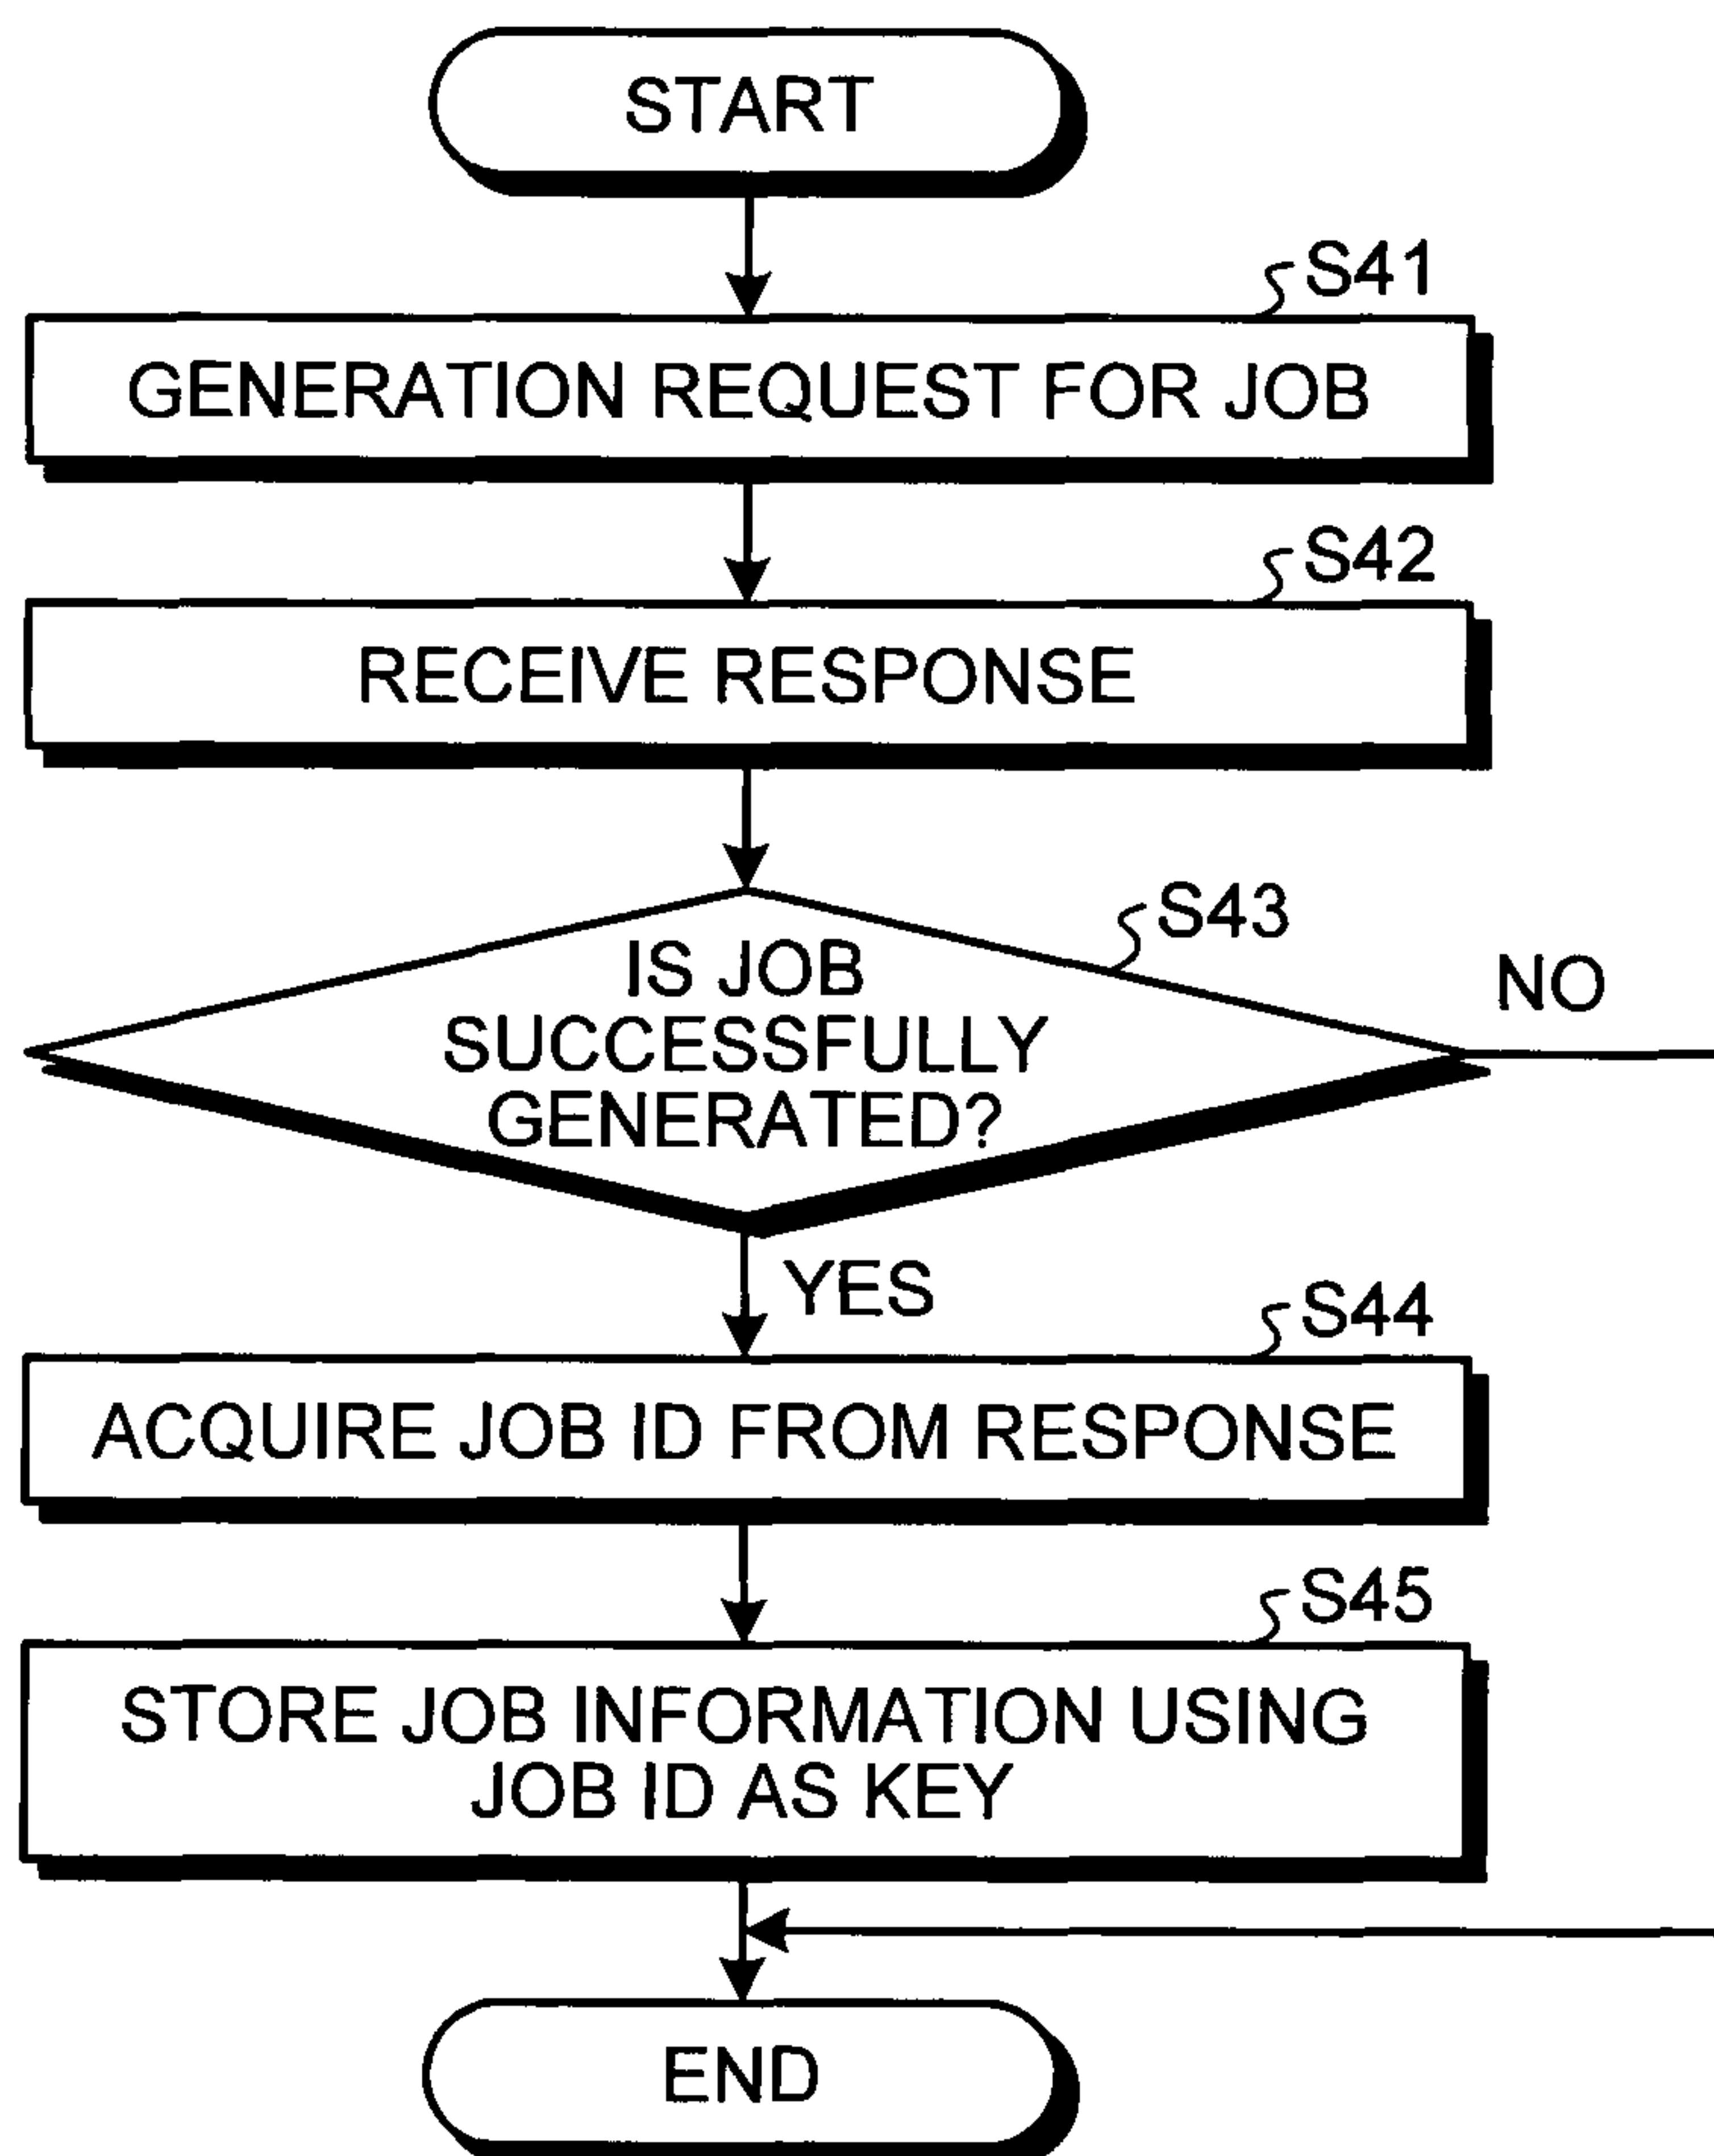 START
S41
GENERATION REQUEST FOR JOB
S42
RECEIVE RESPONSE
S43
IS JOB
SUCCESSFULLY
GENERATED?
NO
YES
S44
ACQUIRE JOB ID FROM RESPONSE
S45
STORE JOB INFORMATION USING
JOB ID AS KEY
END